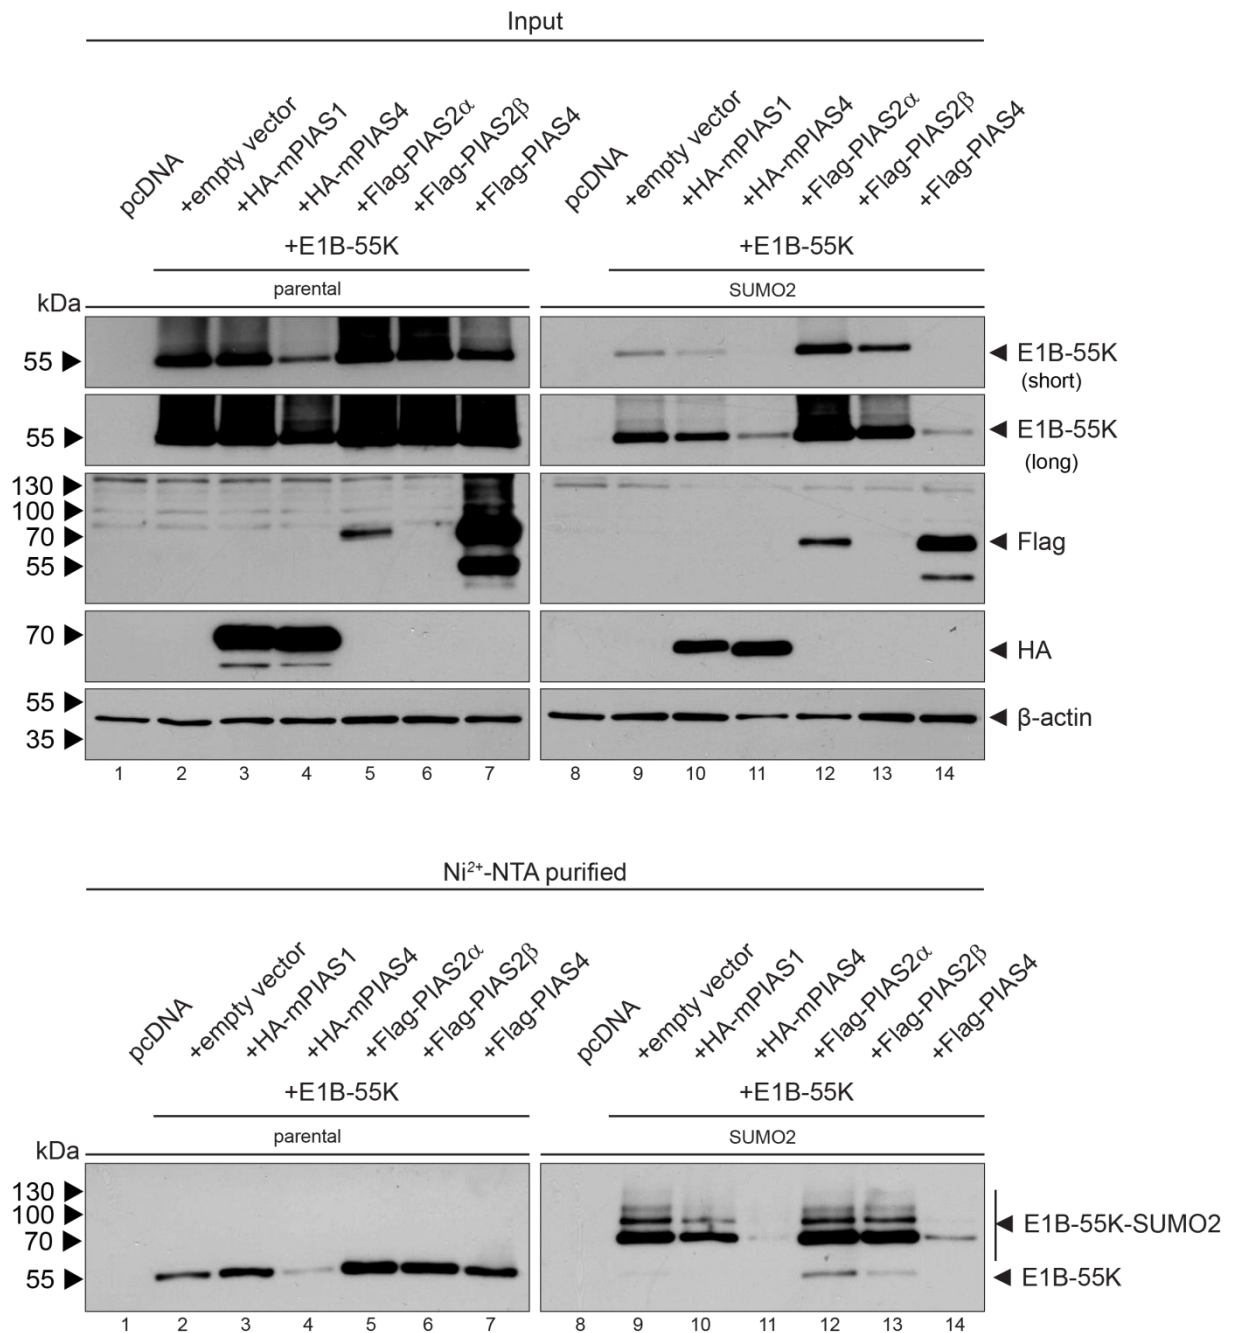 Input
pcDNA +empty vector +HA-mPIAS1 +HA-mPIAS4 +Flag-PIAS2α +Flag-PIAS2β +Flag-PIAS4 pcDNA +empty vector +HA-mPIAS1 +HA-mPIAS4 +Flag-PIAS2α +Flag-PIAS2β +Flag-PIAS4
+E1B-55K +E1B-55K
parental SUMO2
kDa
55 E1B-55K
(short)
55 E1B-55K
(long)
130
100
70 Flag
55
70 HA
55
β-actin
35
1 2 3 4 5 6 7 8 9 10 11 12 13 14
Ni²⁺-NTA purified
pcDNA +empty vector +HA-mPIAS1 +HA-mPIAS4 +Flag-PIAS2α +Flag-PIAS2β +Flag-PIAS4 pcDNA +empty vector +HA-mPIAS1 +HA-mPIAS4 +Flag-PIAS2α +Flag-PIAS2β +Flag-PIAS4
+E1B-55K +E1B-55K
parental SUMO2
kDa
130
100 E1B-55K-SUMO2
70
55 E1B-55K
1 2 3 4 5 6 7 8 9 10 11 12 13 14